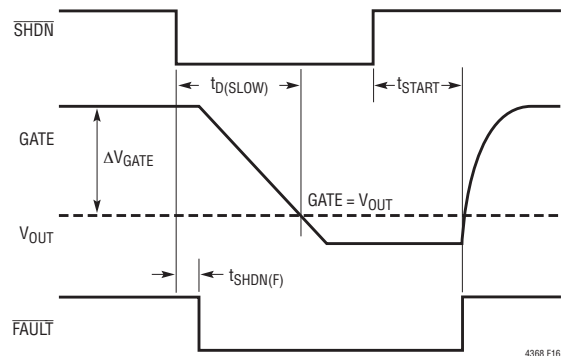 SHDN
tD(SLOW)
tSTART
GATE
ΔVGATE
GATE = VOUT
VOUT
tSHDN(F)
FAULT
4368 F16